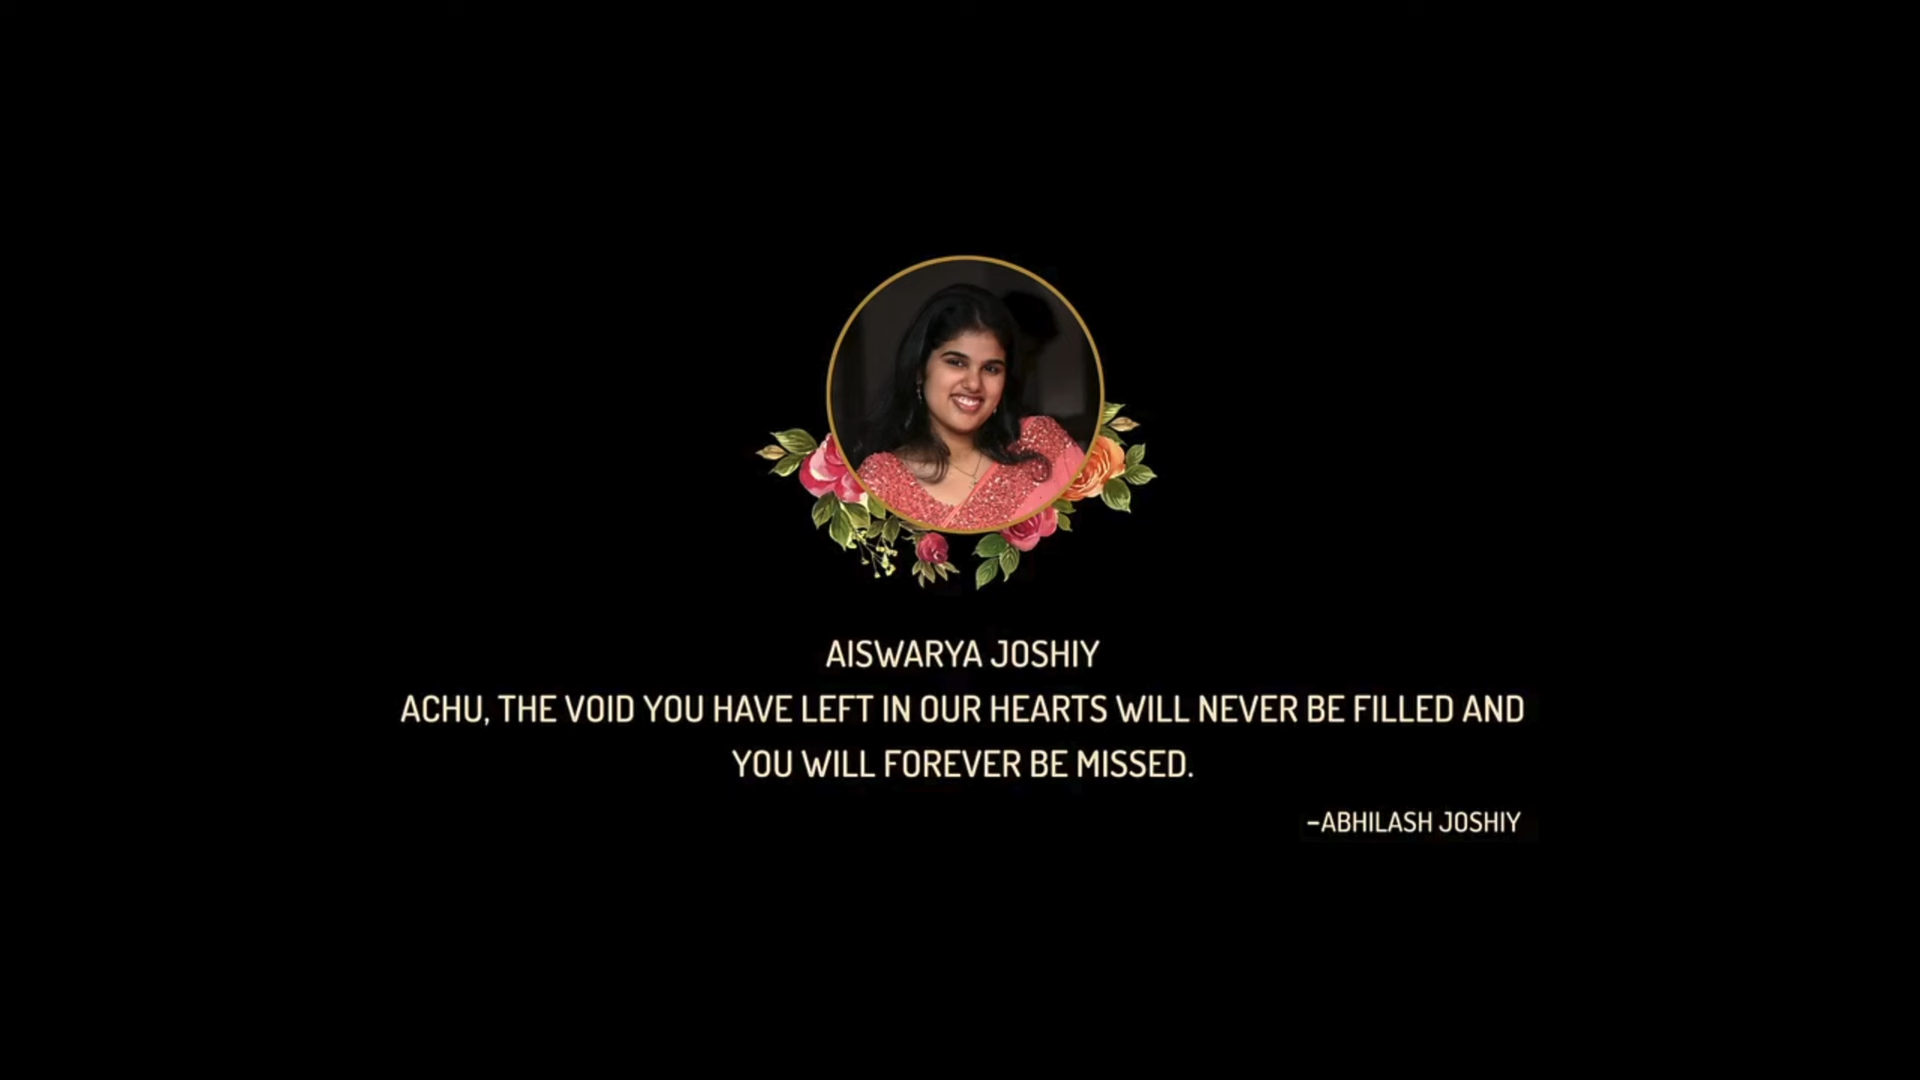 AISWARYA JOSHIY
ACHU, THE VOID YOU HAVE LEFT IN OUR HEARTS WILL NEVER BE FILLED AND
YOU WILL FOREVER BE MISSED.
–ABHILASH JOSHIY